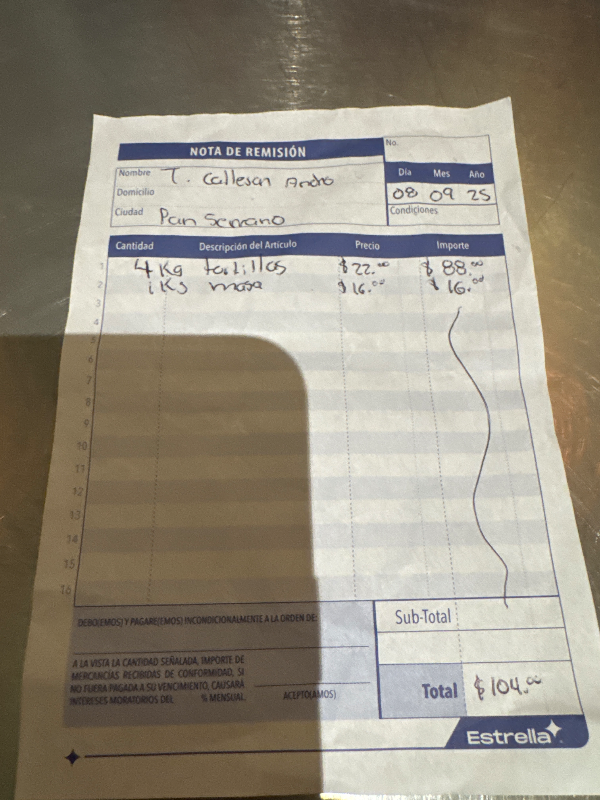 NOTA DE REMISIÓN
No.
Nombre T. Callesan Andro
Domicilio
Ciudad Pan Serrano
Día Mes Año
08 09 25
Condiciones
Cantidad Descripción del Artículo Precio Importe
1 4 Kg tortillas $22.00 $88.00
2 1 Kg masa $16.00 $16.00
3
4
5
6
7
8
9
10
11
12
13
14
15
16
DEBO(EMOS) Y PAGARE(EMOS) INCONDICIONALMENTE A LA ORDEN DE:
A LA VISTA LA CANTIDAD SEÑALADA, IMPORTE DE
MERCANCÍAS RECIBIDAS DE CONFORMIDAD, SI
NO FUERA PAGADA A SU VENCIMIENTO, CAUSARÁ
INTERESES MORATORIOS DEL % MENSUAL. ACEPTO(AMOS)
Sub-Total
Total $104.00
Estrella